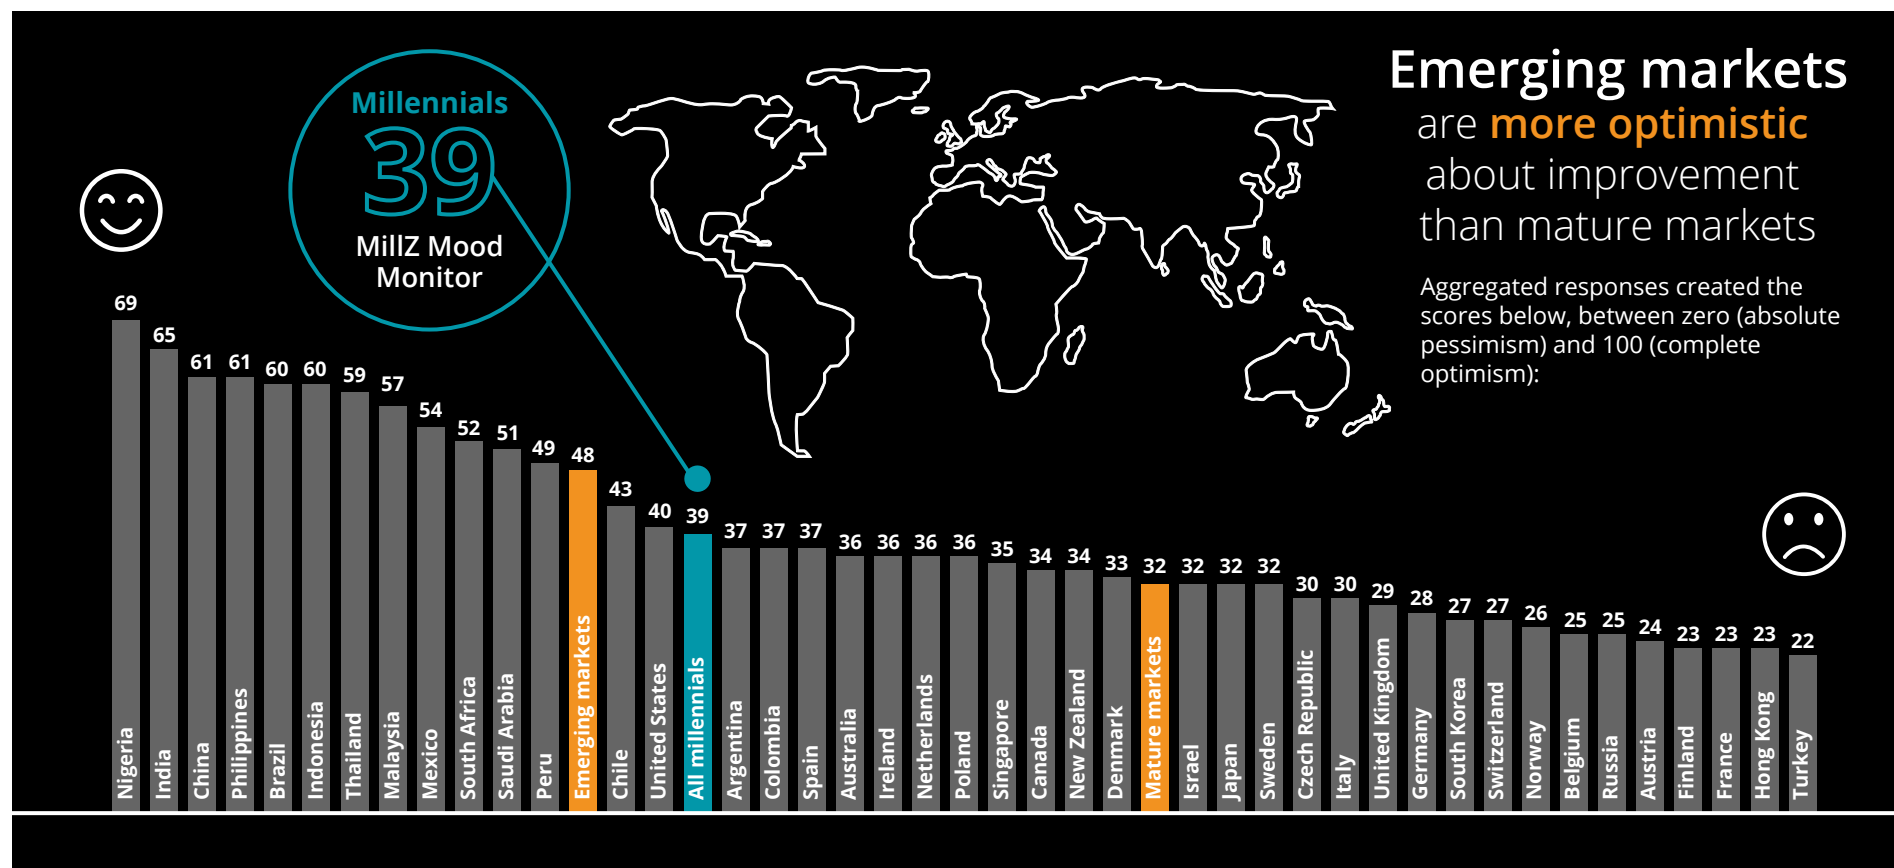 Millennials
39
MillZ Mood
Monitor
Emerging markets
are more optimistic
about improvement
than mature markets
Aggregated responses created the
scores below, between zero (absolute
pessimism) and 100 (complete
optimism):
69
Nigeria
65
India
61
China
61
Philippines
60
Brazil
60
Indonesia
59
Thailand
57
Malaysia
54
Mexico
52
South Africa
51
Saudi Arabia
49
Peru
48
Emerging markets
43
Chile
40
United States
39
All millennials
37
Argentina
37
Colombia
37
Spain
36
Australia
36
Ireland
36
Netherlands
36
Poland
35
Singapore
34
Canada
34
New Zealand
33
Denmark
32
Mature markets
32
Israel
32
Japan
32
Sweden
30
Czech Republic
30
Italy
29
United Kingdom
28
Germany
27
South Korea
27
Switzerland
26
Norway
25
Belgium
25
Russia
24
Austria
23
Finland
23
France
23
Hong Kong
22
Turkey